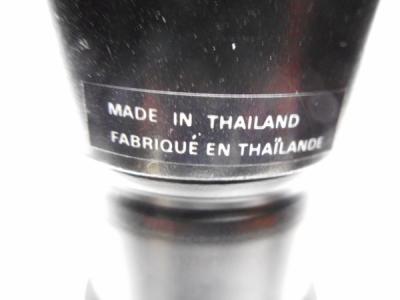 MADE IN THAILAND
FABRIQUÉ EN THAÏLANDE